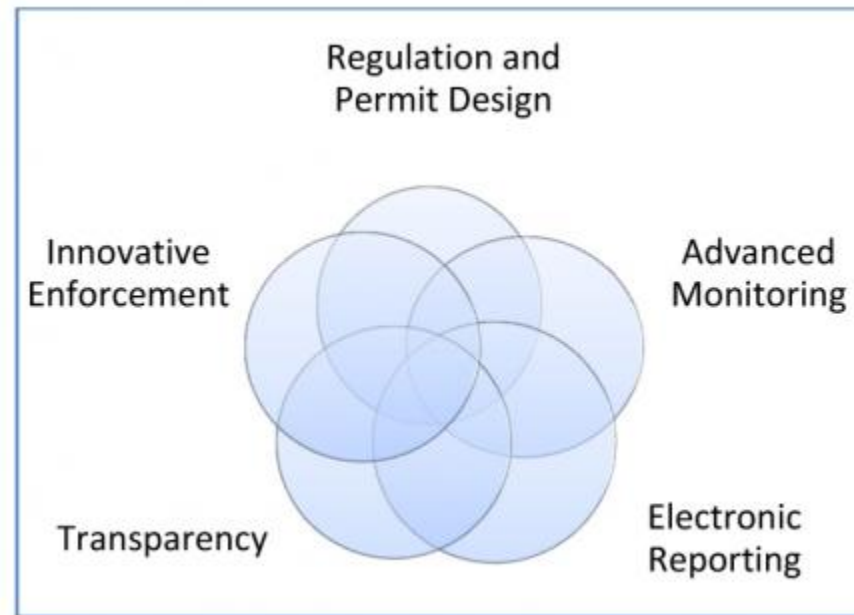 Regulation and
Permit Design
Innovative
Enforcement
Advanced
Monitoring
Transparency
Electronic
Reporting